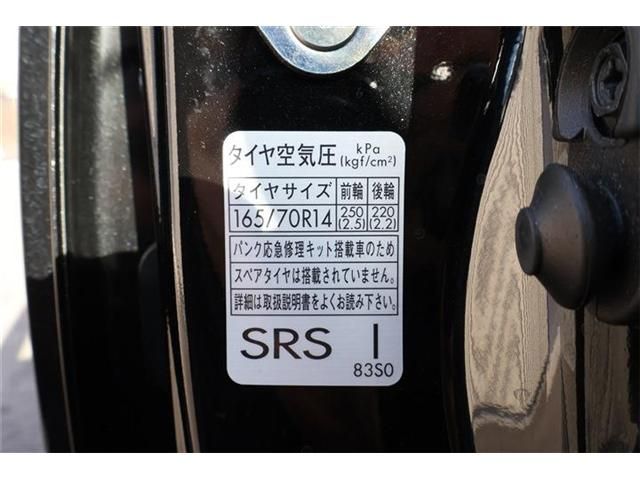 タイヤ空気圧 kPa (kgf/cm²)
タイヤサイズ 前輪 後輪
165/70R14 250 (2.5) 220 (2.2)
パンク応急修理キット搭載車のため
スペアタイヤは搭載されていません。
詳細は取扱説明書をよくお読み下さい。
SRS I
83S0